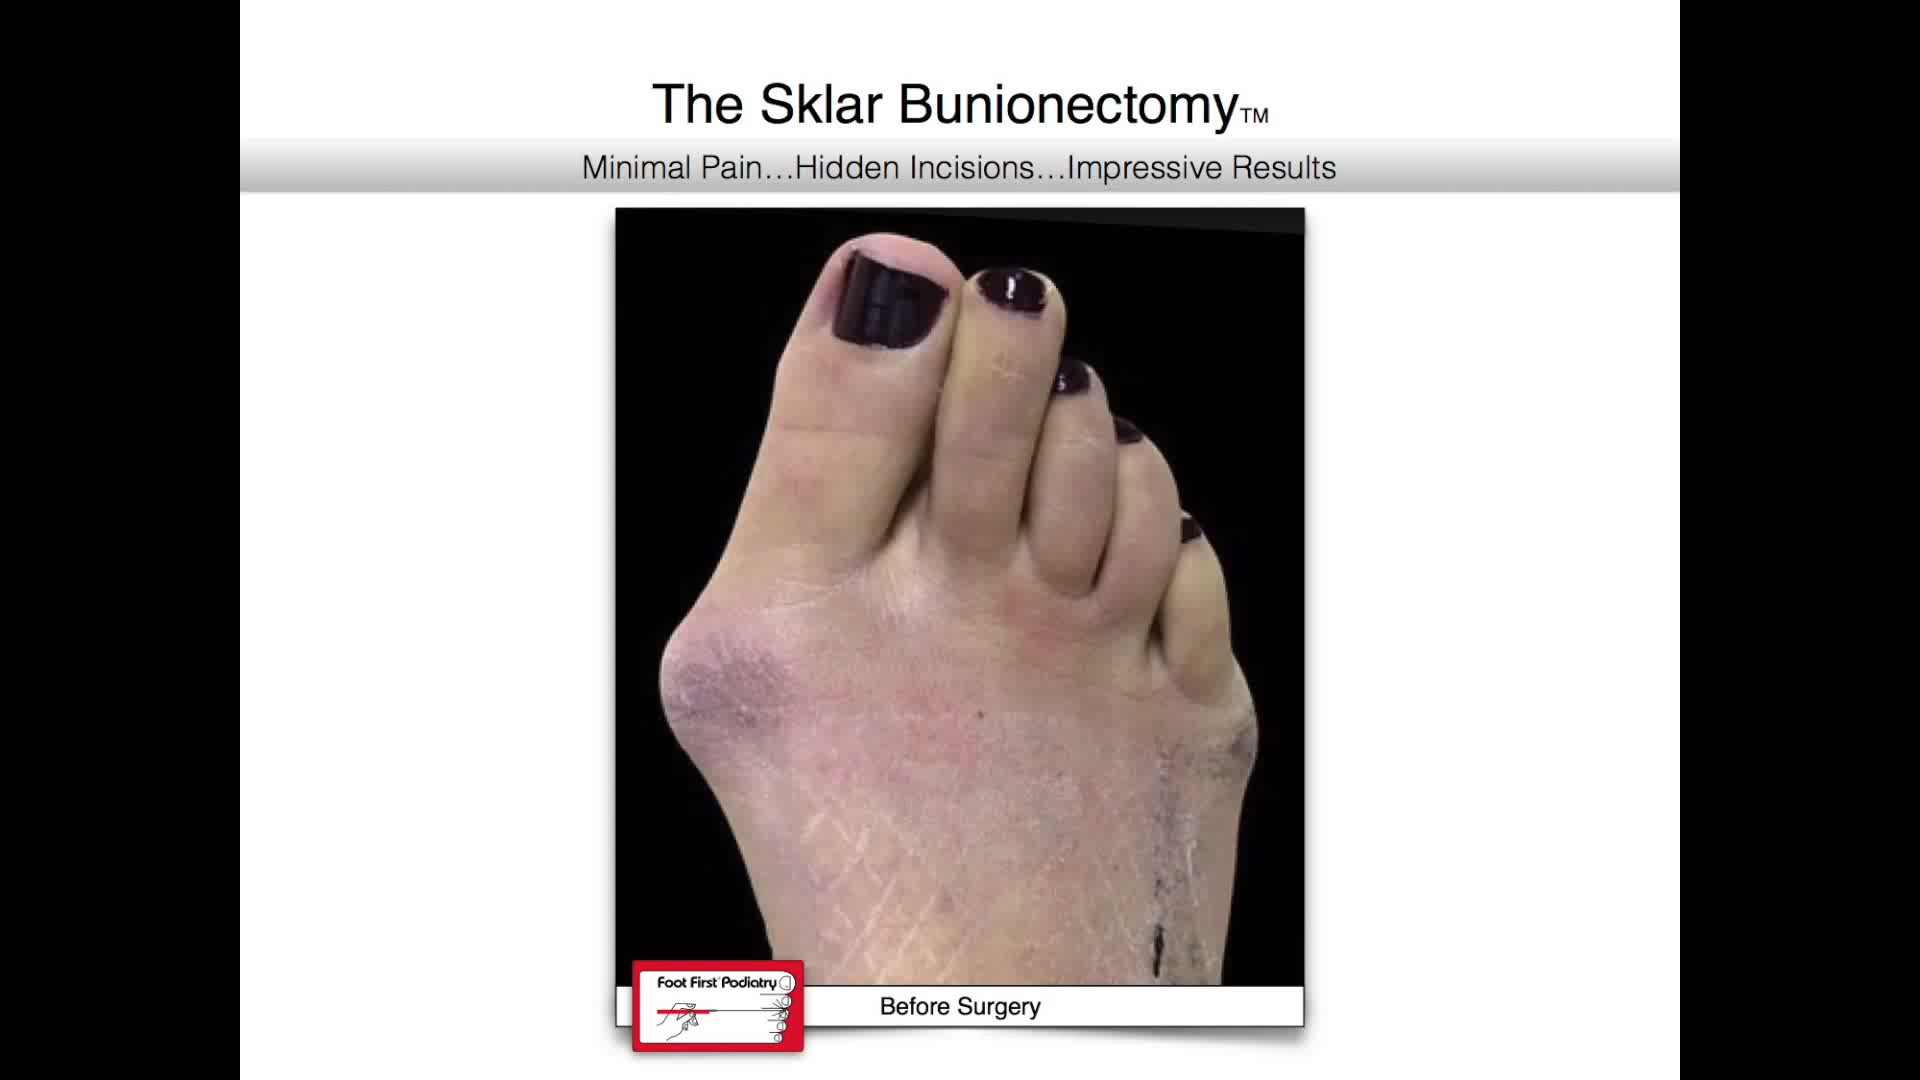 The Sklar Bunionectomy™
Minimal Pain…Hidden Incisions…Impressive Results
Foot First® Podiatry
Before Surgery